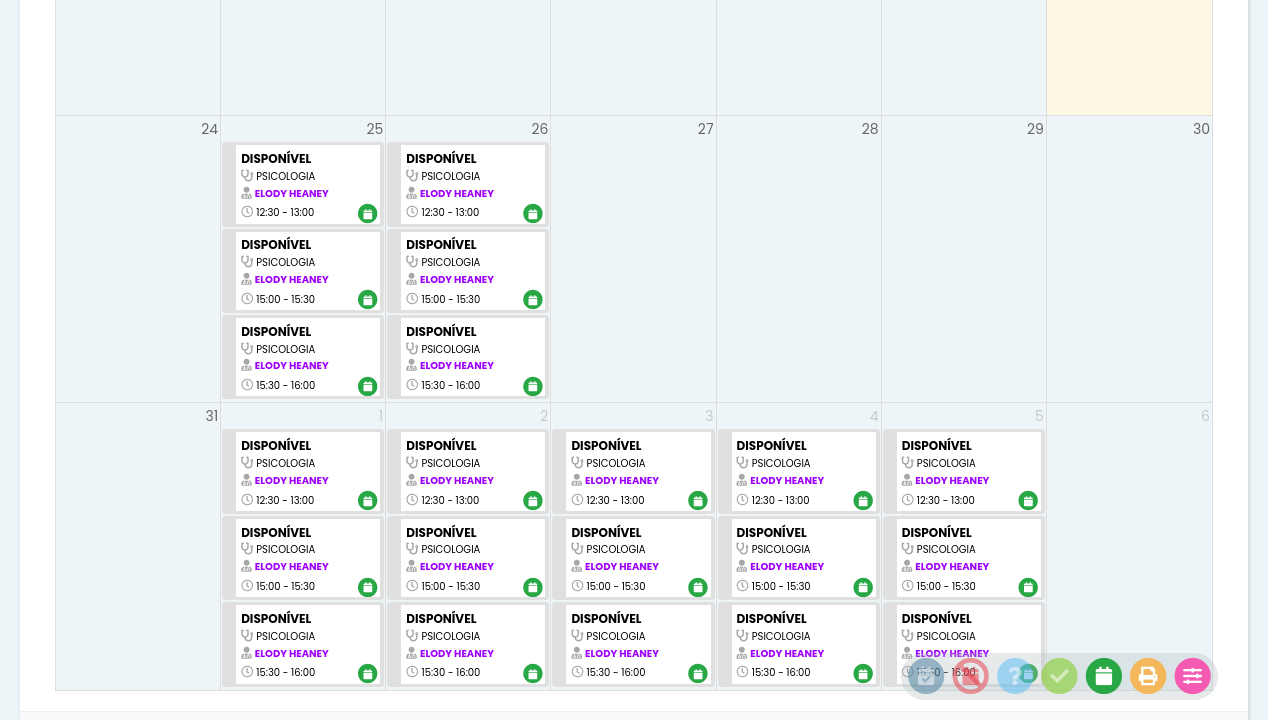 24
25
26
27
28
29
30
DISPONÍVEL
PSICOLOGIA
ELODY HEANEY
12:30 - 13:00
DISPONÍVEL
PSICOLOGIA
ELODY HEANEY
15:00 - 15:30
DISPONÍVEL
PSICOLOGIA
ELODY HEANEY
15:30 - 16:00
DISPONÍVEL
PSICOLOGIA
ELODY HEANEY
12:30 - 13:00
DISPONÍVEL
PSICOLOGIA
ELODY HEANEY
15:00 - 15:30
DISPONÍVEL
PSICOLOGIA
ELODY HEANEY
15:30 - 16:00
31
1
2
3
4
5
6
DISPONÍVEL
PSICOLOGIA
ELODY HEANEY
12:30 - 13:00
DISPONÍVEL
PSICOLOGIA
ELODY HEANEY
15:00 - 15:30
DISPONÍVEL
PSICOLOGIA
ELODY HEANEY
15:30 - 16:00
DISPONÍVEL
PSICOLOGIA
ELODY HEANEY
12:30 - 13:00
DISPONÍVEL
PSICOLOGIA
ELODY HEANEY
15:00 - 15:30
DISPONÍVEL
PSICOLOGIA
ELODY HEANEY
15:30 - 16:00
DISPONÍVEL
PSICOLOGIA
ELODY HEANEY
12:30 - 13:00
DISPONÍVEL
PSICOLOGIA
ELODY HEANEY
15:00 - 15:30
DISPONÍVEL
PSICOLOGIA
ELODY HEANEY
15:30 - 16:00
DISPONÍVEL
PSICOLOGIA
ELODY HEANEY
12:30 - 13:00
DISPONÍVEL
PSICOLOGIA
ELODY HEANEY
15:00 - 15:30
DISPONÍVEL
PSICOLOGIA
ELODY HEANEY
15:30 - 16:00
DISPONÍVEL
PSICOLOGIA
ELODY HEANEY
12:30 - 13:00
DISPONÍVEL
PSICOLOGIA
ELODY HEANEY
15:00 - 15:30
DISPONÍVEL
PSICOLOGIA
ELODY HEANEY
15:30 - 16:00